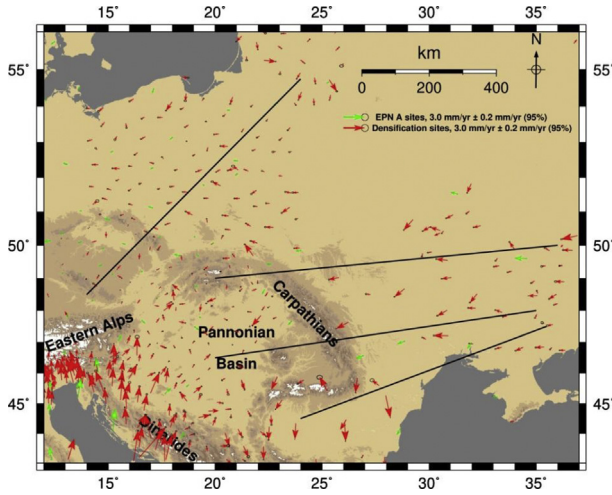 15° 20° 25° 30° 35°
km
0 200 400
N
55°
EPN A sites, 3.0 mm/yr ± 0.2 mm/yr (95%)
Densification sites, 3.0 mm/yr ± 0.2 mm/yr (95%)
50° 50°
Carpathians
Eastern Alps
Pannonian
Basin
45° 45°
Dinarides
15° 20° 25° 30° 35°